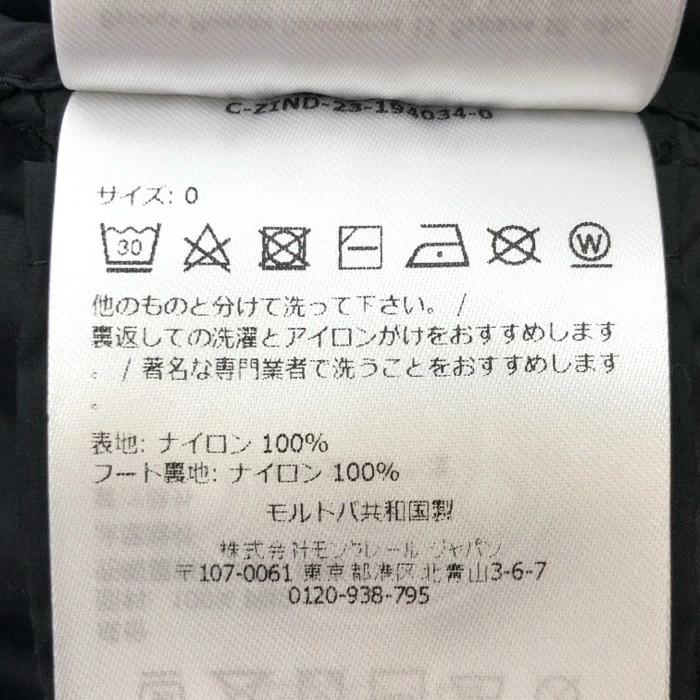 C-ZIND-23-194034-0
サイズ: 0
30
W
他のものと分けて洗って下さい。 /
裏返しての洗濯とアイロンがけをおすすめします
。 / 著名な専門業者で洗うことをおすすめします
。
表地: ナイロン 100%
フード裏地: ナイロン 100%
モルドバ共和国製
株式会社モンクレール ジャパン
〒107-0061 東京都港区北青山3-6-7
0120-938-795